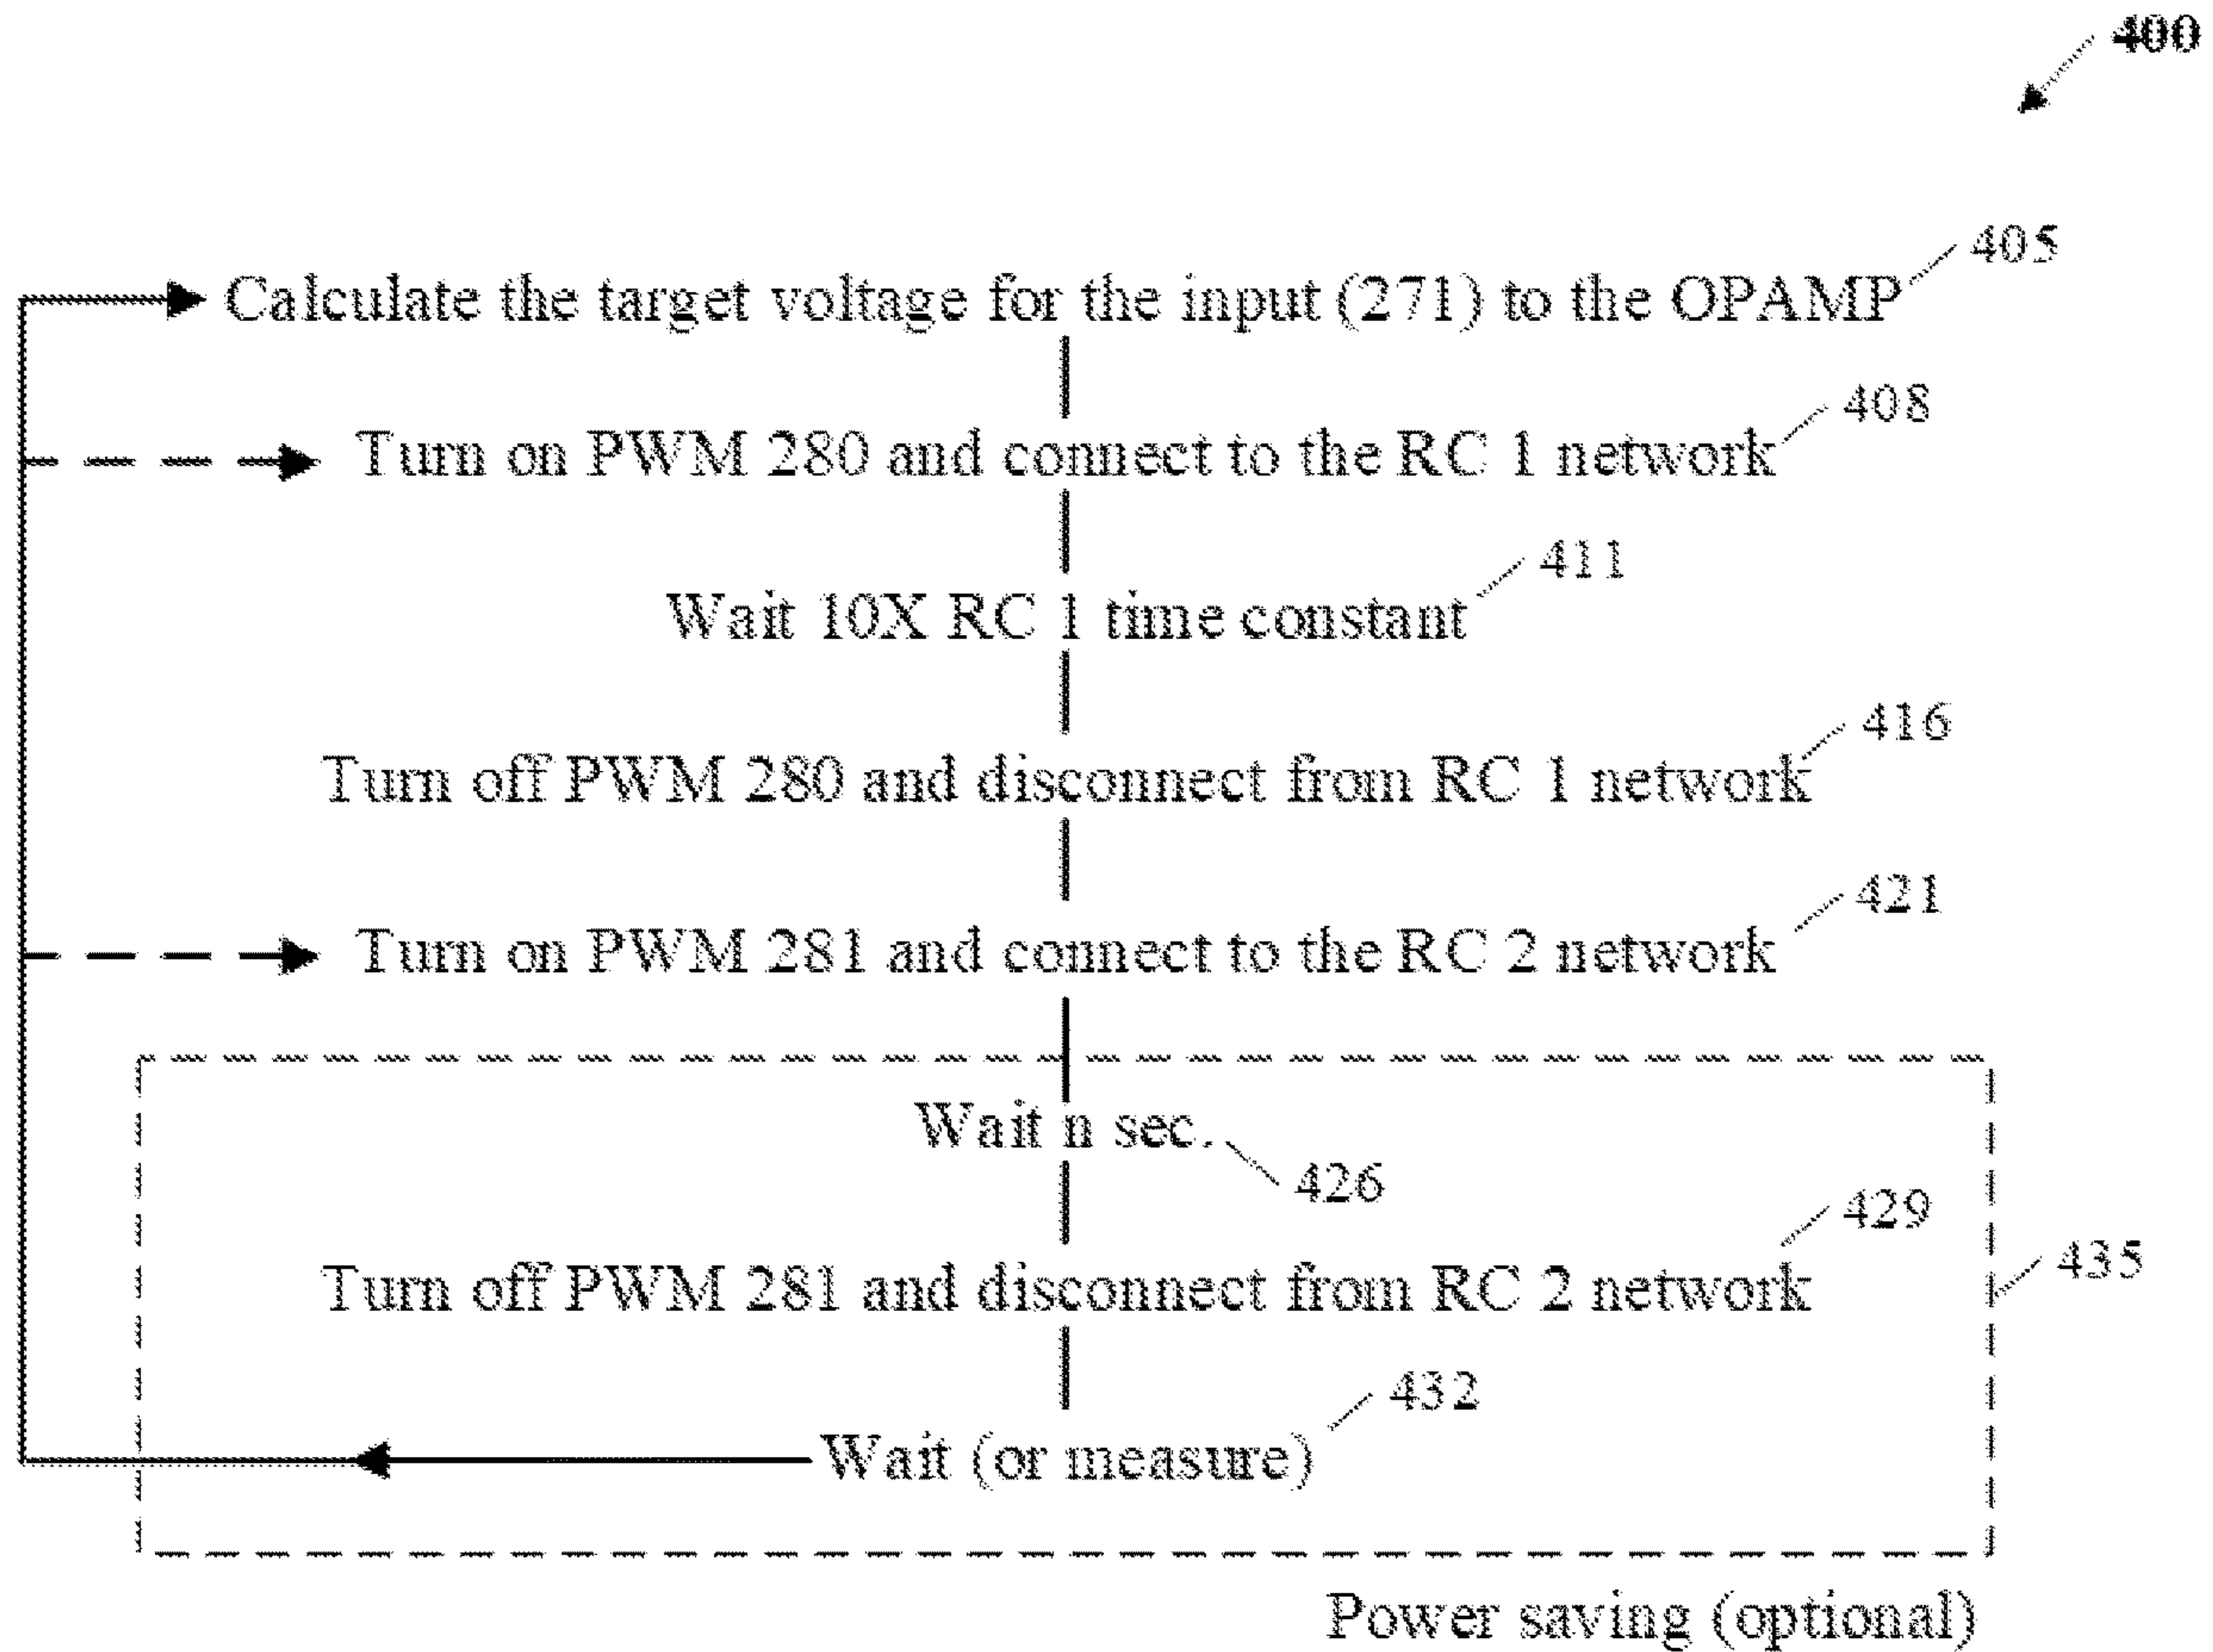 400
405
Calculate the target voltage for the input (271) to the OPAMP
408
Turn on PWM 280 and connect to the RC 1 network
411
Wait 10X RC 1 time constant
416
Turn off PWM 280 and disconnect from RC 1 network
421
Turn on PWM 281 and connect to the RC 2 network
Wait n sec.
426
429
Turn off PWM 281 and disconnect from RC 2 network
435
432
Wait (or measure)
Power saving (optional)